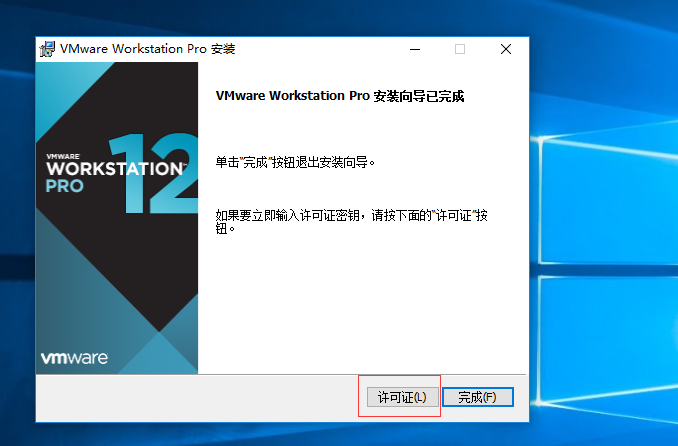 VMware Workstation Pro 安装
VMware Workstation Pro 安装向导已完成
VMWARE
WORKSTATION™
PRO
12
单击"完成"按钮退出安装向导。
如果要立即输入许可证密钥，请按下面的"许可证"按
钮。
vmware
许可证(L)
完成(F)